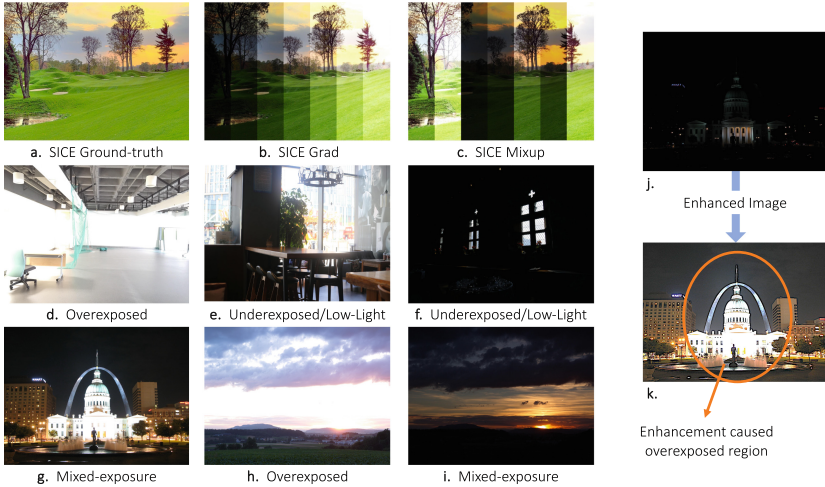 a. SICE Ground-truth
b. SICE Grad
c. SICE Mixup
d. Overexposed
e. Underexposed/Low-Light
f. Underexposed/Low-Light
g. Mixed-exposure
h. Overexposed
i. Mixed-exposure
j.
Enhanced Image
k.
Enhancement caused
overexposed region